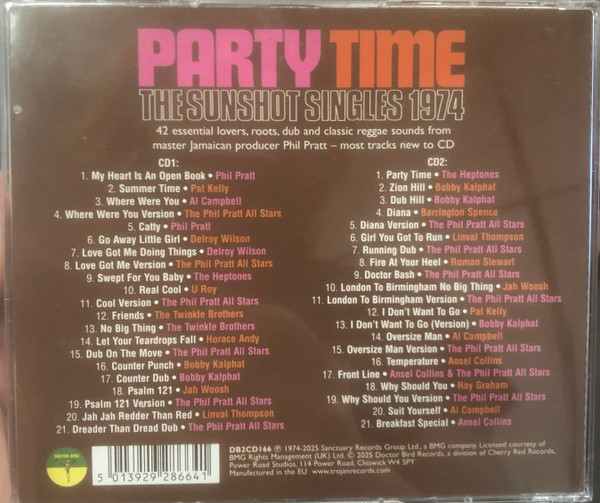 PARTY TIME
THE SUNSHOT SINGLES 1974
42 essential lovers, roots, dub and classic reggae sounds from
master Jamaican producer Phil Pratt – most tracks new to CD
CD1:
1. My Heart Is An Open Book • Phil Pratt
2. Summer Time • Pat Kelly
3. Where Were You • Al Campbell
4. Where Were You Version • The Phil Pratt All Stars
5. Catty • Phil Pratt
6. Go Away Little Girl • Delroy Wilson
7. Love Got Me Doing Things • Delroy Wilson
8. Love Got Me Version • The Phil Pratt All Stars
9. Swept For You Baby • The Heptones
10. Real Cool • U Roy
11. Cool Version • The Phil Pratt All Stars
12. Friends • The Twinkle Brothers
13. No Big Thing • The Twinkle Brothers
14. Let Your Teardrops Fall • Horace Andy
15. Dub On The Move • The Phil Pratt All Stars
16. Counter Punch • Bobby Kalphat
17. Counter Dub • Bobby Kalphat
18. Psalm 121 • Jah Woosh
19. Psalm 121 Version • The Phil Pratt All Stars
20. Jah Jah Redder Than Red • Linval Thompson
21. Dreader Than Dread Dub • The Phil Pratt All Stars
CD2:
1. Party Time • The Heptones
2. Zion Hill • Bobby Kalphat
3. Dub Hill • Bobby Kalphat
4. Diana • Barrington Spence
5. Diana Version • The Phil Pratt All Stars
6. Girl You Got To Run • Linval Thompson
7. Running Dub • The Phil Pratt All Stars
8. Fire At Your Heel • Roman Stewart
9. Doctor Bash • The Phil Pratt All Stars
10. London To Birmingham No Big Thing • Jah Woosh
11. London To Birmingham Version • The Phil Pratt All Stars
12. I Don't Want To Go • Pat Kelly
13. I Don't Want To Go (Version) • Bobby Kalphat
14. Oversize Man • Al Campbell
15. Oversize Man Version • The Phil Pratt All Stars
16. Temperature • Ansel Collins
17. Front Line • Ansel Collins & The Phil Pratt All Stars
18. Why Should You • Roy Graham
19. Why Should You Version • The Phil Pratt All Stars
20. Suit Yourself • Al Campbell
21. Breakfast Special • Ansel Collins
DOCTOR BIRD
5 013929 286641
DB2CD166 ℗ 1974-2025 Sanctuary Records Group Ltd., a BMG company. Licensed courtesy of
BMG Rights Management (UK) Ltd. © 2025 Doctor Bird Records, a division of Cherry Red Records,
Power Road Studios, 114 Power Road, Chiswick W4 5PY
Manufactured in the EU www.trojanrecords.com